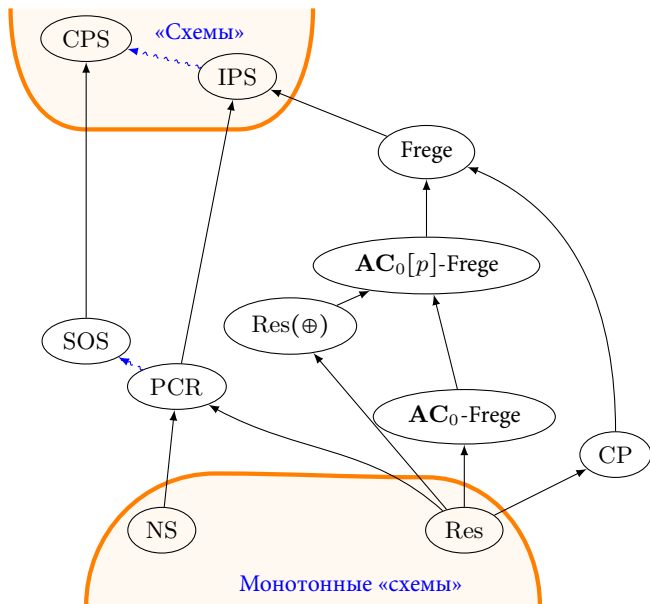 CPS
«Схемы»
IPS
Frege
AC₀[p]-Frege
Res(⊕)
SOS
PCR
AC₀-Frege
CP
NS
Res
Монотонные «схемы»